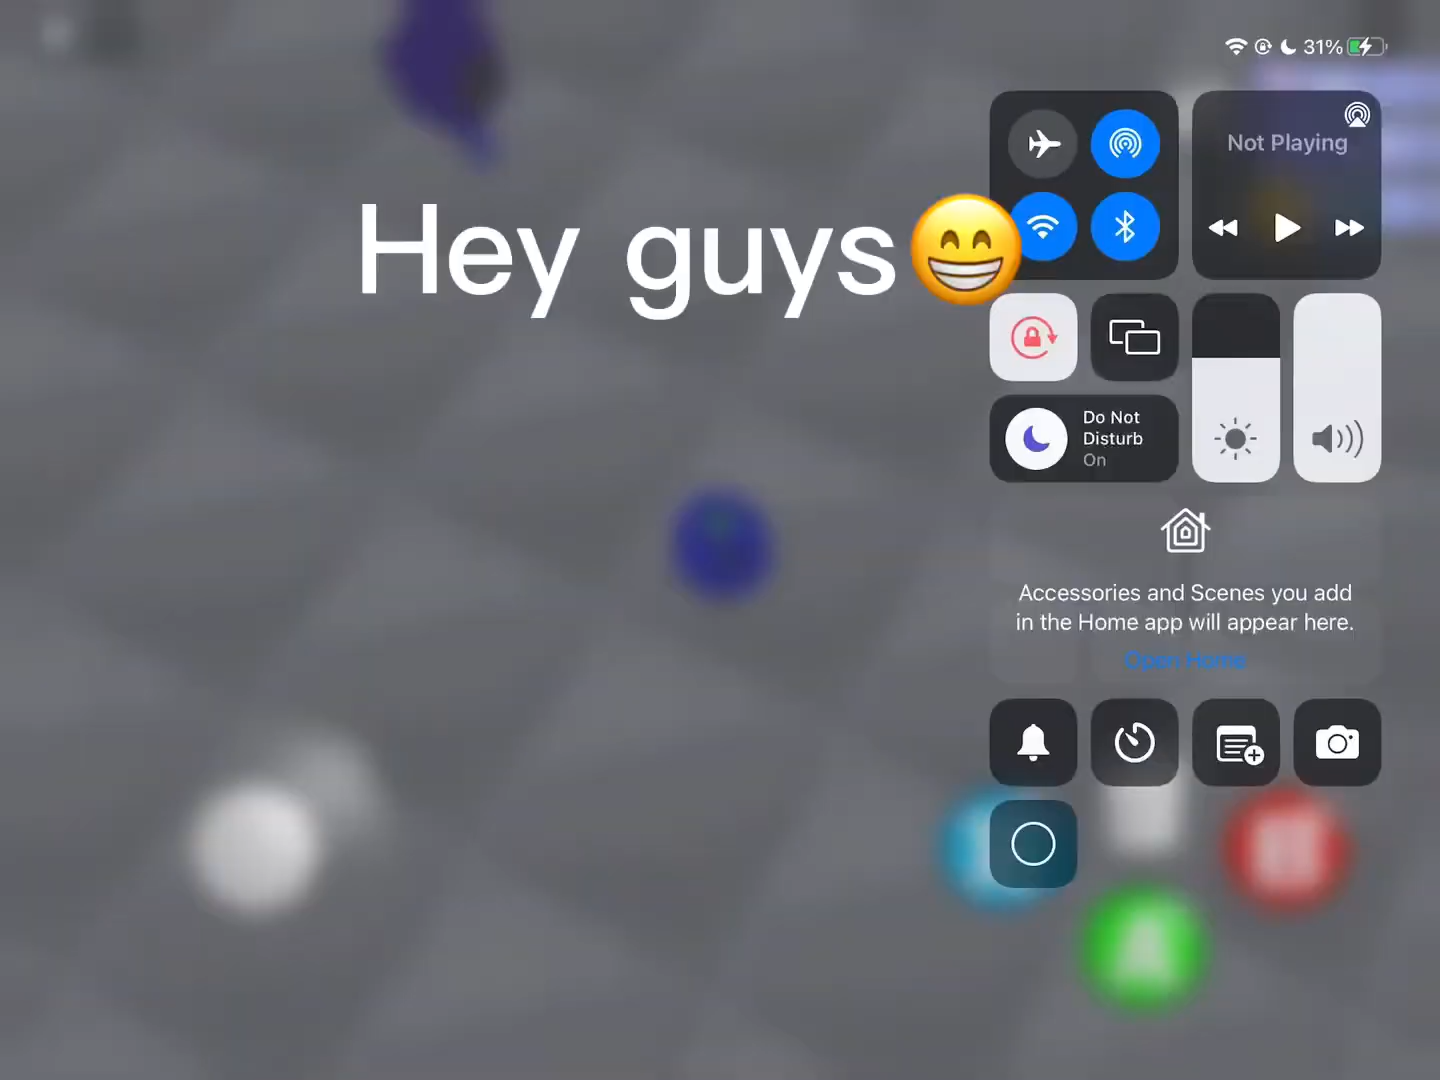 31%
Not Playing
Hey guys😁
Do Not
Disturb
On
Accessories and Scenes you add
in the Home app will appear here.
Open Home
A